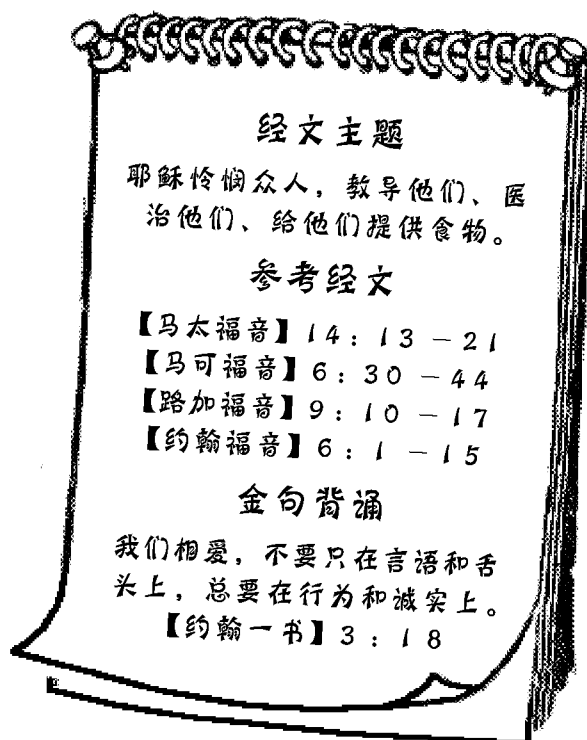 经文主题
耶稣怜悯众人，教导他们、医
治他们、给他们提供食物。
参考经文
【马太福音】14：13－21
【马可福音】6：30－44
【路加福音】9：10－17
【约翰福音】6：1－15
金句背诵
我们相爱，不要只在言语和舌
头上，总要在行为和诚实上。
【约翰一书】3：18